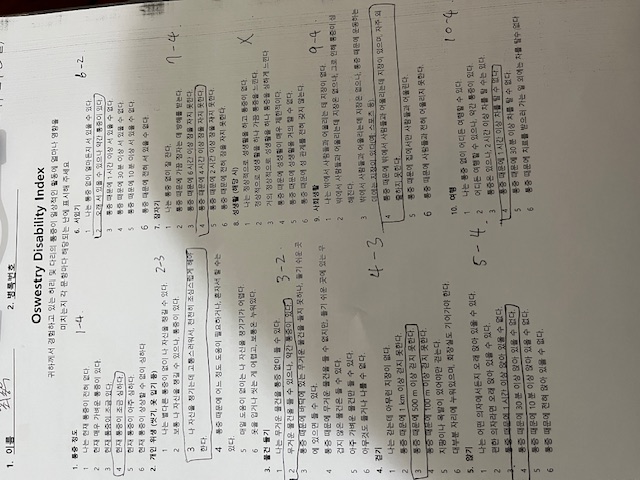 1. 이름
2. 병록번호
Oswestry Disability Index
귀하께서 경험하고 있는 허리 및 다리의 통증이 일상적인 활동에 얼마나 영향을
미치는지 각 문항마다 해당되는 난에 표시해 주세요
1. 통증 정도
1-4.
1 나는 현재 통증이 전혀 없다.
2 현재 매우 가벼운 통증이 있다.
3 현재 통증이 조금 있다.
4 현재 통증이 조금 심하다.
5 현재 통증이 아주 심하다.
6 현재 통증이 상상할 수 없이 심하다
2. 개인 위생 (씻기, 옷 입기 등)
2-3
1 나는 별다른 통증이 없이 나 자신을 챙길 수 있다.
2 보통 나 자신을 챙길 수 있으나, 통증이 있다.
3 나 자신을 챙기는데 고통스러워서, 천천히 조심스럽게 해야
한다.
4 통증 때문에 어느 정도 도움이 필요하거나, 혼자서 할 수는
있다.
5 매일 도움이 없이는 나 자신을 챙기기가 어렵다.
6 옷을 입거나 씻는 게 어렵고, 보통은 누워있다.
3. 물건 들기
1 나는 무거운 물건을 통증 없이 들 수 있다.
3-2
2 무거운 물건을 들 수 있으나, 약간 통증이 있다.
3 통증 때문에 바닥에 있는 무거운 물건을 들지 못하나, 들기 쉬운 곳
에 있으면 들 수 있다.
4 통증 때문에 무거운 물건을 들 수 없지만, 들기 쉬운 곳에 있는 무
겁지 않은 물건은 들 수 있다.
5 아주 가벼운 물건만 들 수 있다.
6 아무것도 들거나 나를 수 없다.
4. 걷기
4-3
1 나는 걷는데 아무런 지장이 없다.
2 통증 때문에 1 km 이상 걷지 못한다.
3 통증 때문에 500 m 이상 걷지 못한다.
4 통증 때문에 100 m 이상 걷지 못한다.
5 지팡이나 목발이 있어야만 걷는다.
6 대부분 자리에 누워있으며, 화장실도 기어가야 한다.
5. 앉기
5-4.
1 나는 어떤 의자에서든지 오래 앉아 있을 수 있다.
2 편한 의자라면 오래 앉아 있을 수 있다.
3 통증 때문에 1 시간 이상 앉아 있을 수 없다.
4 통증 때문에 30 분 이상 앉아 있을 수 없다.
5 통증 때문에 10 분 이상 앉아 있을 수 없다.
6 통증 때문에 전혀 앉아 있을 수 없다.
6. 서있기
6-2
1 나는 통증 없이 얼마든지 서 있을 수 있다.
2 오래 서 있을 수 있으나 약간 통증이 있다.
3 통증 때문에 1 시간 이상 서 있을 수 없다.
4 통증 때문에 30 분 이상 서 있을 수 없다.
5 통증 때문에 10 분 이상 서 있을 수 없다.
6 통증 때문에 전혀 서 있을 수 없다.
7. 잠자기
7-4.
1 나는 통증 없이 잘 잔다.
2 통증 때문에 가끔 잠자는 데 방해를 받는다.
3 통증 때문에 6 시간 이상 잠을 자지 못한다.
4 통증 때문에 4 시간 이상 잠을 자지 못한다.
5 통증 때문에 2 시간 이상 잠을 자지 못한다.
6 통증 때문에 전혀 잠을 자지 못한다.
8. 성생활 (해당 시)
X
1 나는 정상적으로 성생활을 하고 통증이 없다.
2 정상적으로 성생활을 하나 가끔 통증을 느낀다.
3 거의 정상적으로 성생활을 하나 통증을 심하게 느낀다
4 통증 때문에 성생활이 매우 제한적이다.
5 통증 때문에 성생활을 거의 할 수 없다.
6 통증 때문에 성 관계를 전혀 갖지 않는다.
9. 사회생활
9-4
1 나는 밖에서 사람들과 어울리는 데 지장이 없다.
2 밖에서 사람들과 어울리는데 지장은 없으나, 그로 인해 통증이 심
해진다.
3 밖에서 사람들과 어울리는데 지장은 없으나, 통증 때문에 운동하는
데에는 지장이 있다(예: 스포츠 등)
4 통증 때문에 밖에서 사람들과 어울리는데 지장이 있으며, 자주 외
출하지 못한다.
5 통증 때문에 집에서만 사람들과 어울린다.
6 통증 때문에 사람들과 전혀 어울리지 못한다.
10. 여행
10-4
1 나는 통증 없이 어디든 여행할 수 있다.
2 어디든 여행할 수 있으나, 약간 통증이 있다.
3 통증은 있으나, 2 시간 이상 차를 탈 수는 있다.
4 통증 때문에 1 시간 이상 차를 탈 수 없다
5 통증 때문에 30 분 이상 차를 탈 수 없다.
6 통증 때문에 치료를 받으러 가는 일 외에는 차를 탈 수 없다